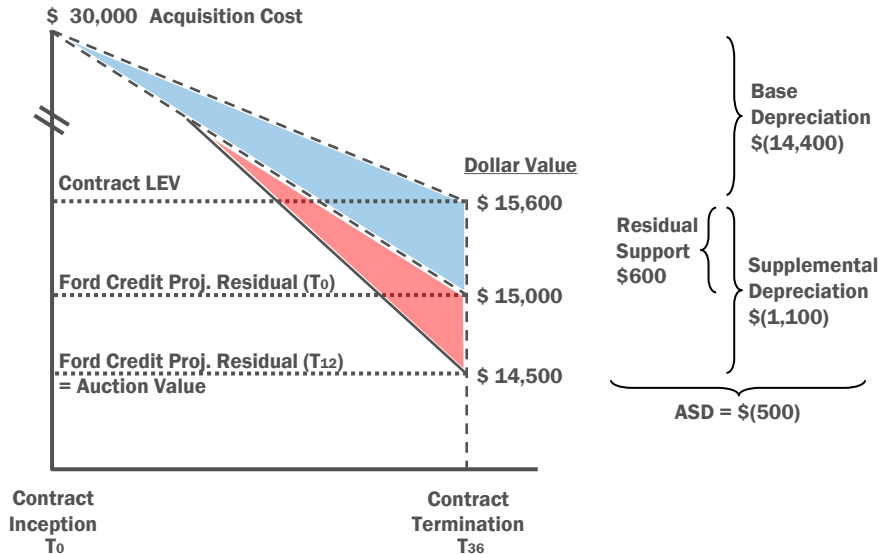 $ 30,000 Acquisition Cost
Contract LEV
Ford Credit Proj. Residual (T0)
Ford Credit Proj. Residual (T12)
= Auction Value
Dollar Value
$ 15,600
$ 15,000
$ 14,500
Contract
Inception
T0
Contract
Termination
T36
Base
Depreciation
$(14,400)
Residual
Support
$600
Supplemental
Depreciation
$(1,100)
ASD = $(500)